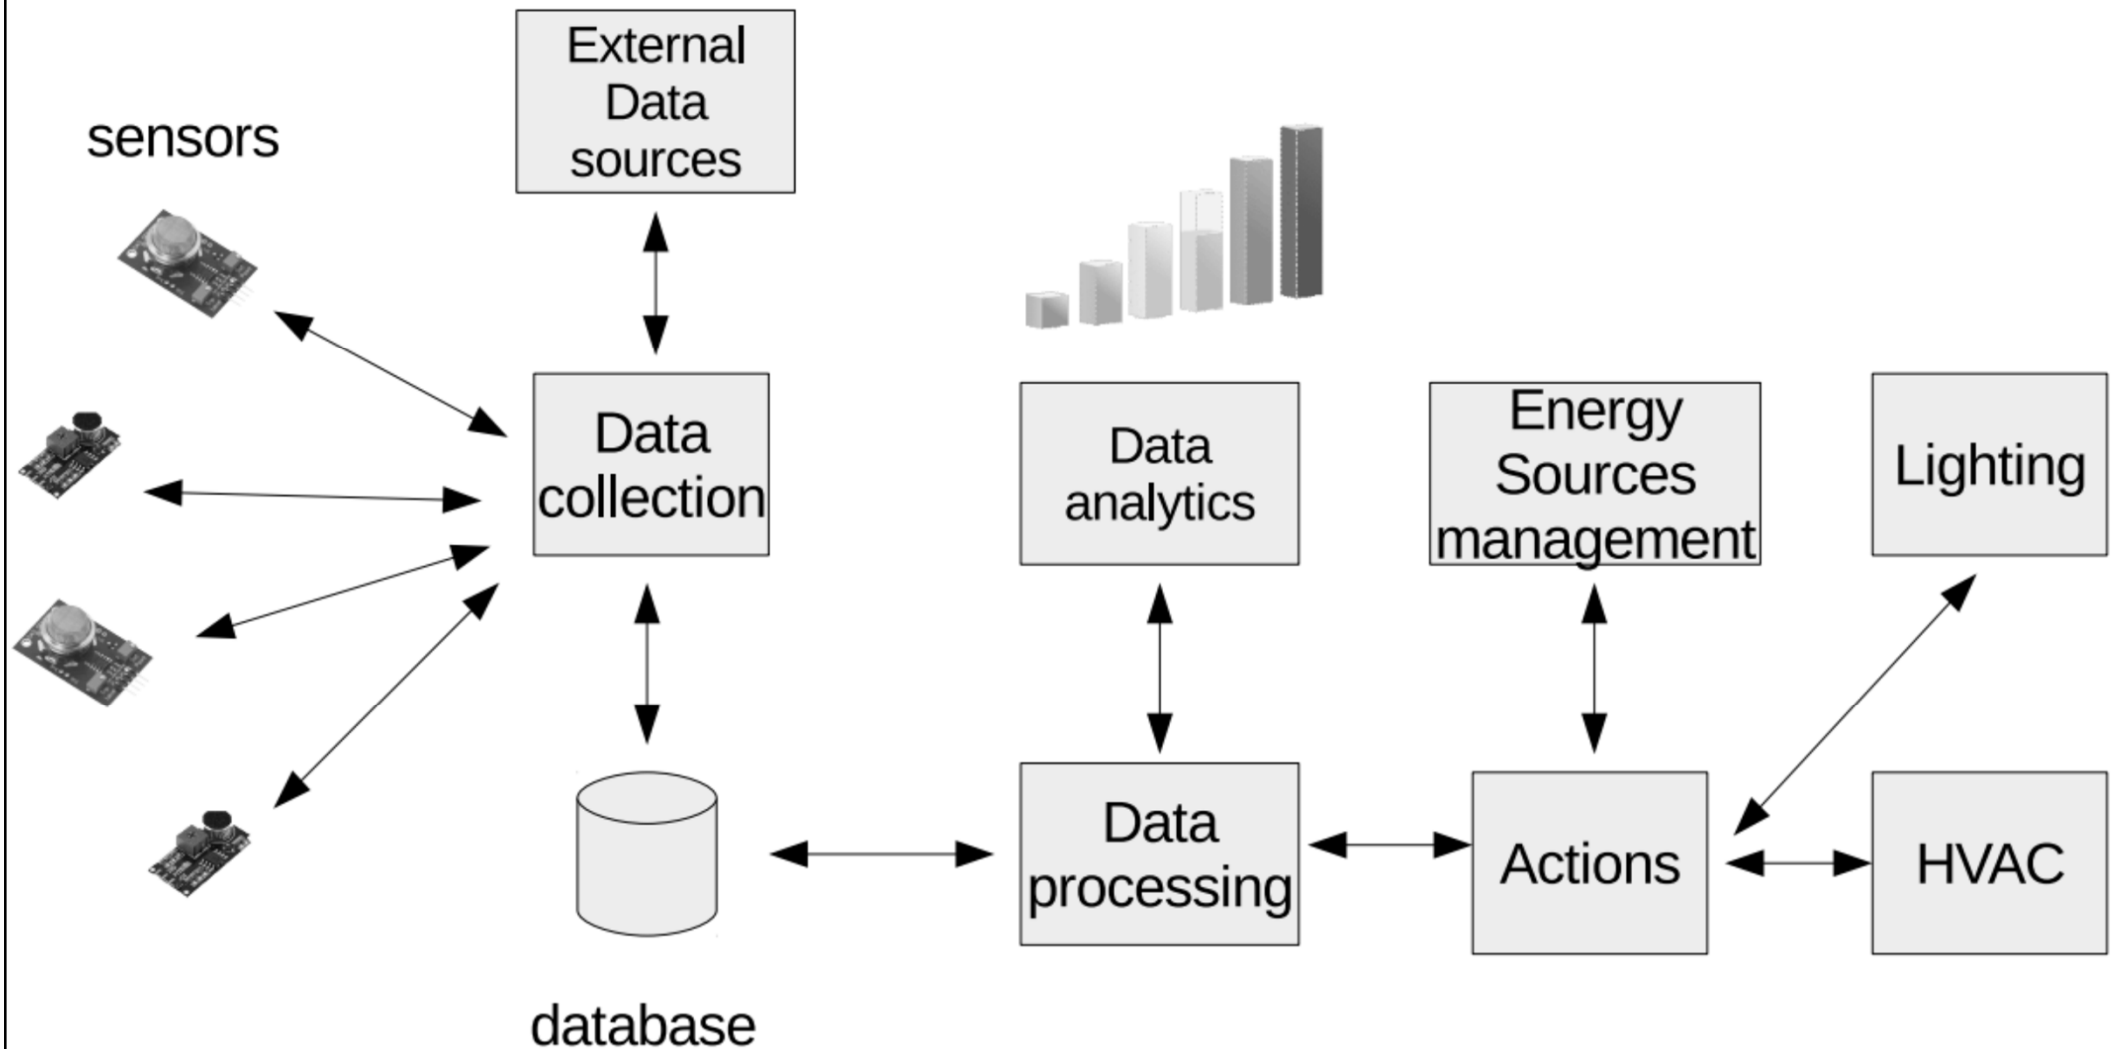 External
Data
sources
sensors
Data
collection
Data
analytics
Energy
Sources
management
Lighting
Data
processing
Actions
HVAC
database